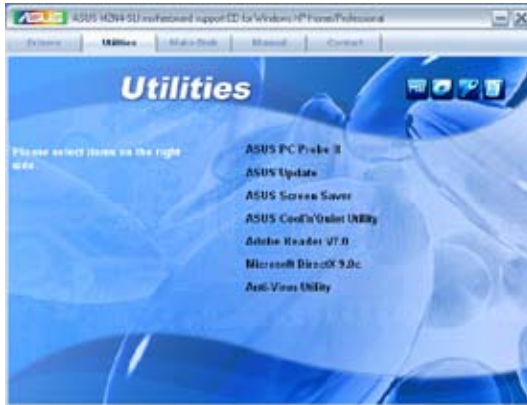 ASUS M2N4-SLI motherboard support CD for Windows XP Home/Professional
Drivers Utilities Make Disk Manual Contact
Utilities
Please select items on the right
side.
ASUS PC Probe II
ASUS Update
ASUS Screen Saver
ASUS Cool'n'Quiet Utility
Adobe Reader V7.0
Microsoft DirectX 9.0c
Anti-Virus Utility